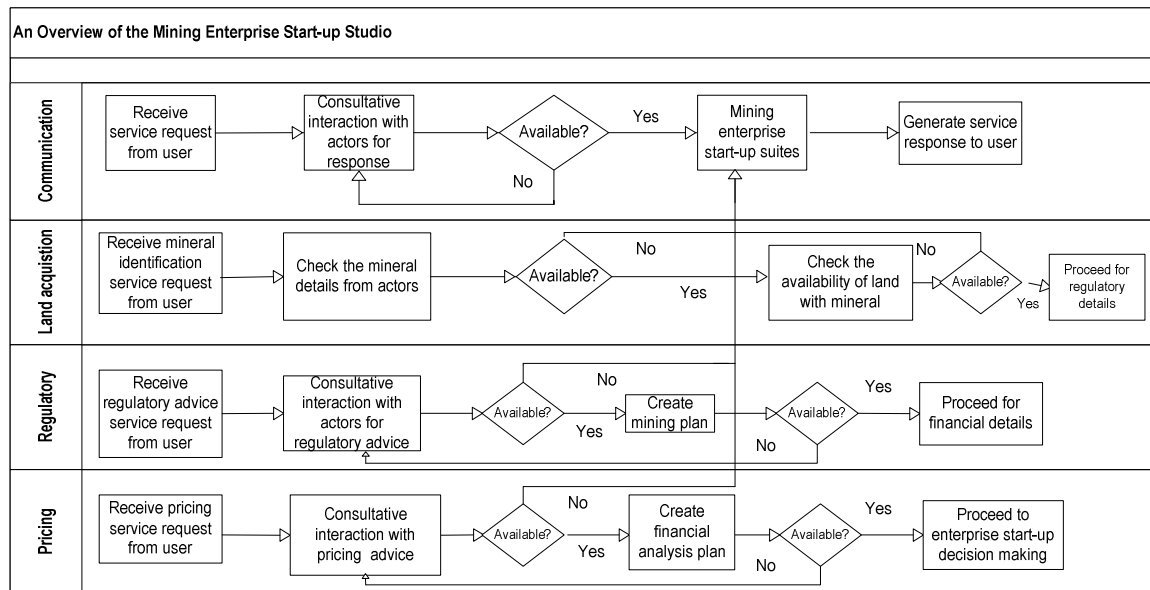 An Overview of the Mining Enterprise Start-up Studio
Communication
Receive
service request
from user
Consultative
interaction with
actors for
response
Available?
Yes
No
Mining
enterprise
start-up suites
Generate service
response to user
Land acquistion
Receive mineral
identification
service request
from user
Check the mineral
details from actors
Available?
No
Yes
Check the
availability of land
with mineral
No
Available?
Yes
Proceed for
regulatory
details
Regulatory
Receive
regulatory advice
service request
from user
Consultative
interaction with
actors for
regulatory advice
Available?
No
Yes
Create
mining plan
Available?
Yes
No
Proceed for
financial details
Pricing
Receive pricing
service request
from user
Consultative
interaction with
pricing advice
Available?
No
Yes
Create
financial
analysis plan
Available?
Yes
No
Proceed to
enterprise start-up
decision making